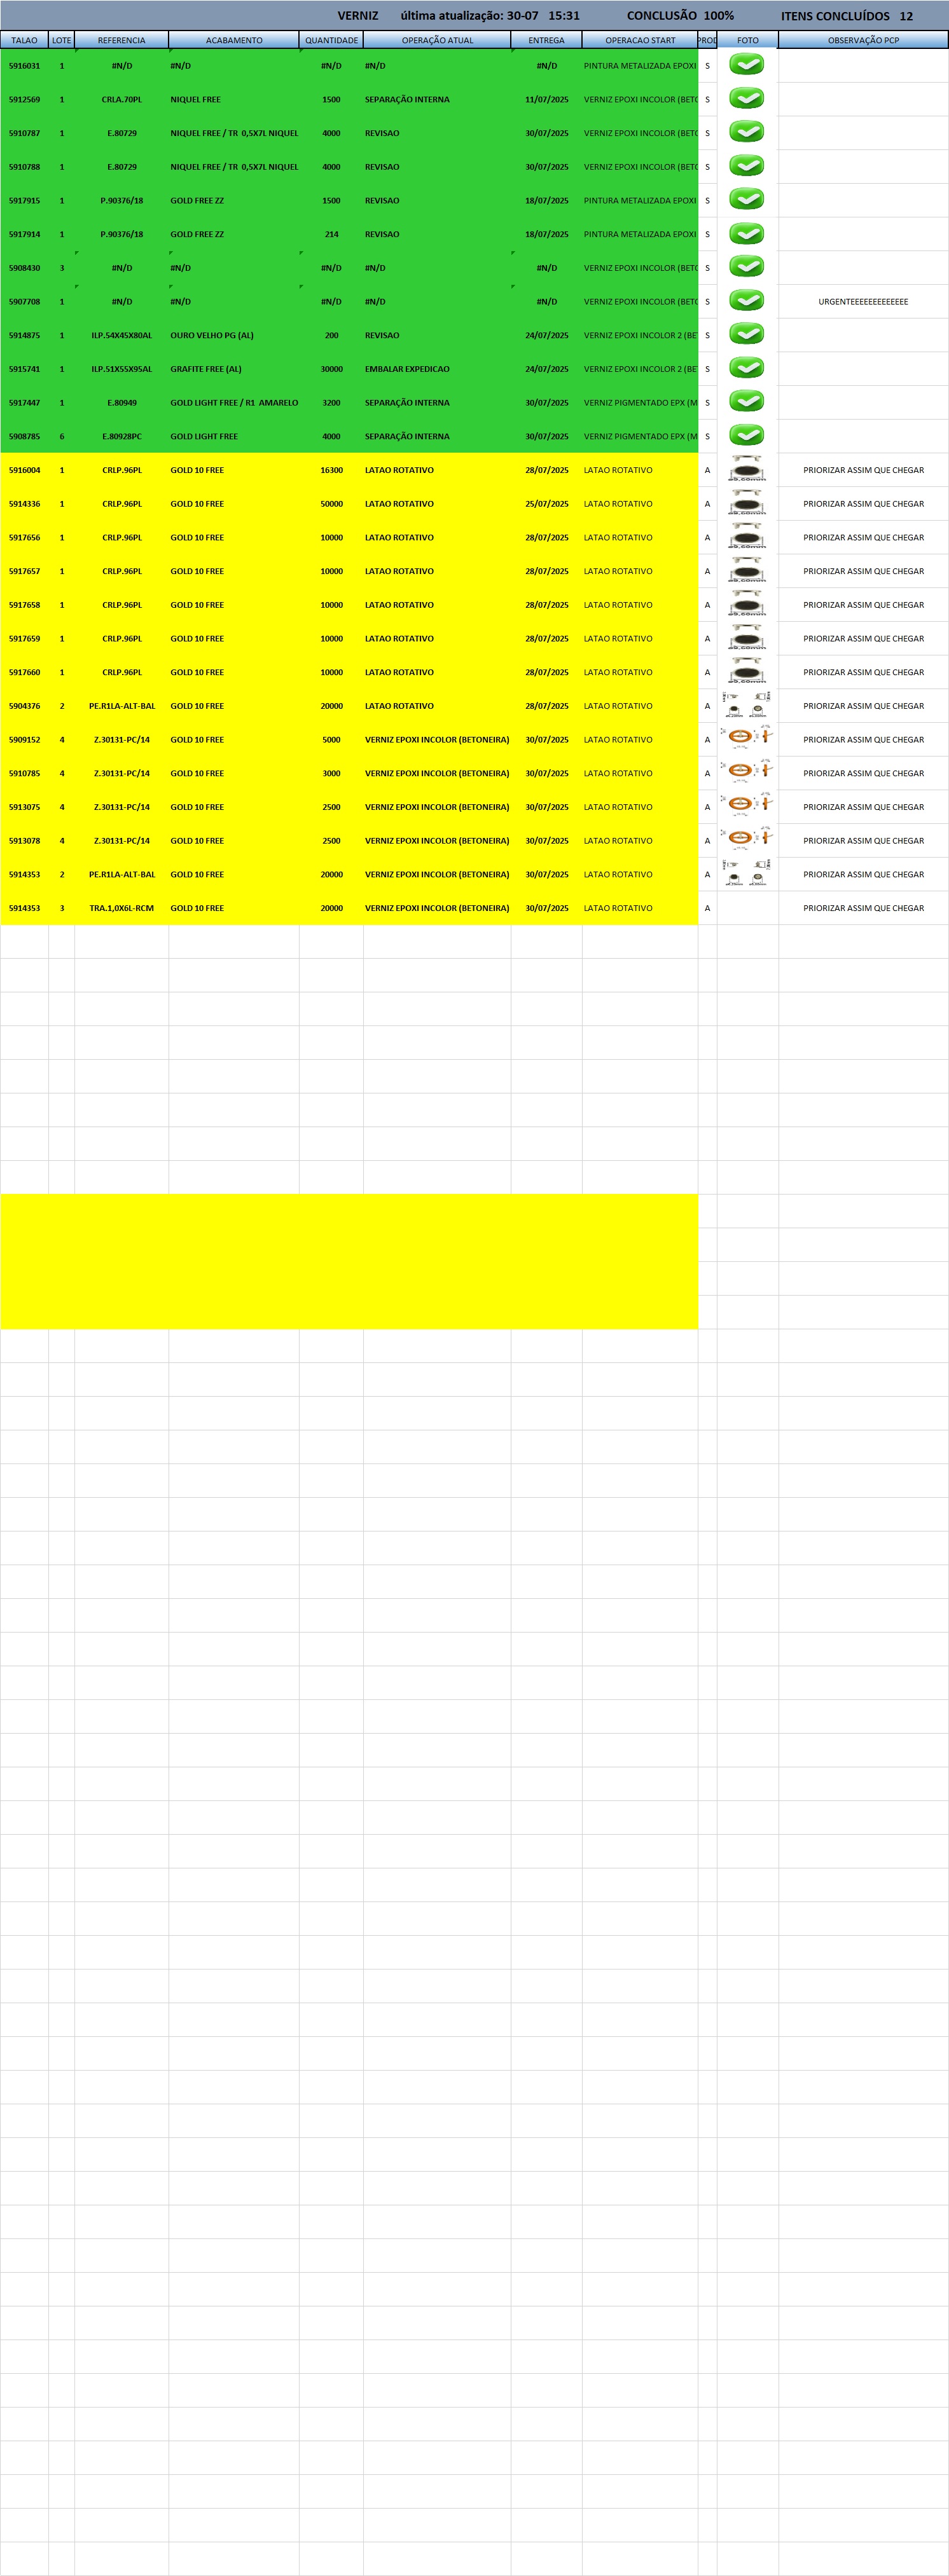 VERNIZ última atualização: 30-07 15:31 CONCLUSÃO 100% ITENS CONCLUÍDOS 12
TALAO LOTE REFERENCIA ACABAMENTO QUANTIDADE OPERAÇÃO ATUAL ENTREGA OPERACAO START PROD FOTO OBSERVAÇÃO PCP
5916031 1 #N/D #N/D #N/D #N/D #N/D PINTURA METALIZADA EPOXI S
5912569 1 CRLA.70PL NIQUEL FREE 1500 SEPARAÇÃO INTERNA 11/07/2025 VERNIZ EPOXI INCOLOR (BETO S
5910787 1 E.80729 NIQUEL FREE / TR 0,5X7L NIQUEL 4000 REVISAO 30/07/2025 VERNIZ EPOXI INCOLOR (BETO S
5910788 1 E.80729 NIQUEL FREE / TR 0,5X7L NIQUEL 4000 REVISAO 30/07/2025 VERNIZ EPOXI INCOLOR (BETO S
5917915 1 P.90376/18 GOLD FREE ZZ 1500 REVISAO 18/07/2025 PINTURA METALIZADA EPOXI S
5917914 1 P.90376/18 GOLD FREE ZZ 214 REVISAO 18/07/2025 PINTURA METALIZADA EPOXI S
5908430 3 #N/D #N/D #N/D #N/D #N/D VERNIZ EPOXI INCOLOR (BETO S
5907708 1 #N/D #N/D #N/D #N/D #N/D VERNIZ EPOXI INCOLOR (BETO S URGENTEEEEEEEEEEEEE
5914875 1 ILP.54X45X80AL OURO VELHO PG (AL) 200 REVISAO 24/07/2025 VERNIZ EPOXI INCOLOR 2 (BE S
5915741 1 ILP.51X55X95AL GRAFITE FREE (AL) 30000 EMBALAR EXPEDICAO 24/07/2025 VERNIZ EPOXI INCOLOR 2 (BE S
5917447 1 E.80949 GOLD LIGHT FREE / R1 AMARELO 3200 SEPARAÇÃO INTERNA 30/07/2025 VERNIZ PIGMENTADO EPX (M S
5908785 6 E.80928PC GOLD LIGHT FREE 4000 SEPARAÇÃO INTERNA 30/07/2025 VERNIZ PIGMENTADO EPX (M S
5916004 1 CRLP.96PL GOLD 10 FREE 16300 LATAO ROTATIVO 28/07/2025 LATAO ROTATIVO A PRIORIZAR ASSIM QUE CHEGAR
5914336 1 CRLP.96PL GOLD 10 FREE 50000 LATAO ROTATIVO 25/07/2025 LATAO ROTATIVO A PRIORIZAR ASSIM QUE CHEGAR
5917656 1 CRLP.96PL GOLD 10 FREE 10000 LATAO ROTATIVO 28/07/2025 LATAO ROTATIVO A PRIORIZAR ASSIM QUE CHEGAR
5917657 1 CRLP.96PL GOLD 10 FREE 10000 LATAO ROTATIVO 28/07/2025 LATAO ROTATIVO A PRIORIZAR ASSIM QUE CHEGAR
5917658 1 CRLP.96PL GOLD 10 FREE 10000 LATAO ROTATIVO 28/07/2025 LATAO ROTATIVO A PRIORIZAR ASSIM QUE CHEGAR
5917659 1 CRLP.96PL GOLD 10 FREE 10000 LATAO ROTATIVO 28/07/2025 LATAO ROTATIVO A PRIORIZAR ASSIM QUE CHEGAR
5917660 1 CRLP.96PL GOLD 10 FREE 10000 LATAO ROTATIVO 28/07/2025 LATAO ROTATIVO A PRIORIZAR ASSIM QUE CHEGAR
5904376 2 PE.R1LA-ALT-BAL GOLD 10 FREE 20000 LATAO ROTATIVO 28/07/2025 LATAO ROTATIVO A PRIORIZAR ASSIM QUE CHEGAR
5909152 4 Z.30131-PC/14 GOLD 10 FREE 5000 VERNIZ EPOXI INCOLOR (BETONEIRA) 30/07/2025 LATAO ROTATIVO A PRIORIZAR ASSIM QUE CHEGAR
5910785 4 Z.30131-PC/14 GOLD 10 FREE 3000 VERNIZ EPOXI INCOLOR (BETONEIRA) 30/07/2025 LATAO ROTATIVO A PRIORIZAR ASSIM QUE CHEGAR
5913075 4 Z.30131-PC/14 GOLD 10 FREE 2500 VERNIZ EPOXI INCOLOR (BETONEIRA) 30/07/2025 LATAO ROTATIVO A PRIORIZAR ASSIM QUE CHEGAR
5913078 4 Z.30131-PC/14 GOLD 10 FREE 2500 VERNIZ EPOXI INCOLOR (BETONEIRA) 30/07/2025 LATAO ROTATIVO A PRIORIZAR ASSIM QUE CHEGAR
5914353 2 PE.R1LA-ALT-BAL GOLD 10 FREE 20000 VERNIZ EPOXI INCOLOR (BETONEIRA) 30/07/2025 LATAO ROTATIVO A PRIORIZAR ASSIM QUE CHEGAR
5914353 3 TRA.1,0X6L-RCM GOLD 10 FREE 20000 VERNIZ EPOXI INCOLOR (BETONEIRA) 30/07/2025 LATAO ROTATIVO A PRIORIZAR ASSIM QUE CHEGAR